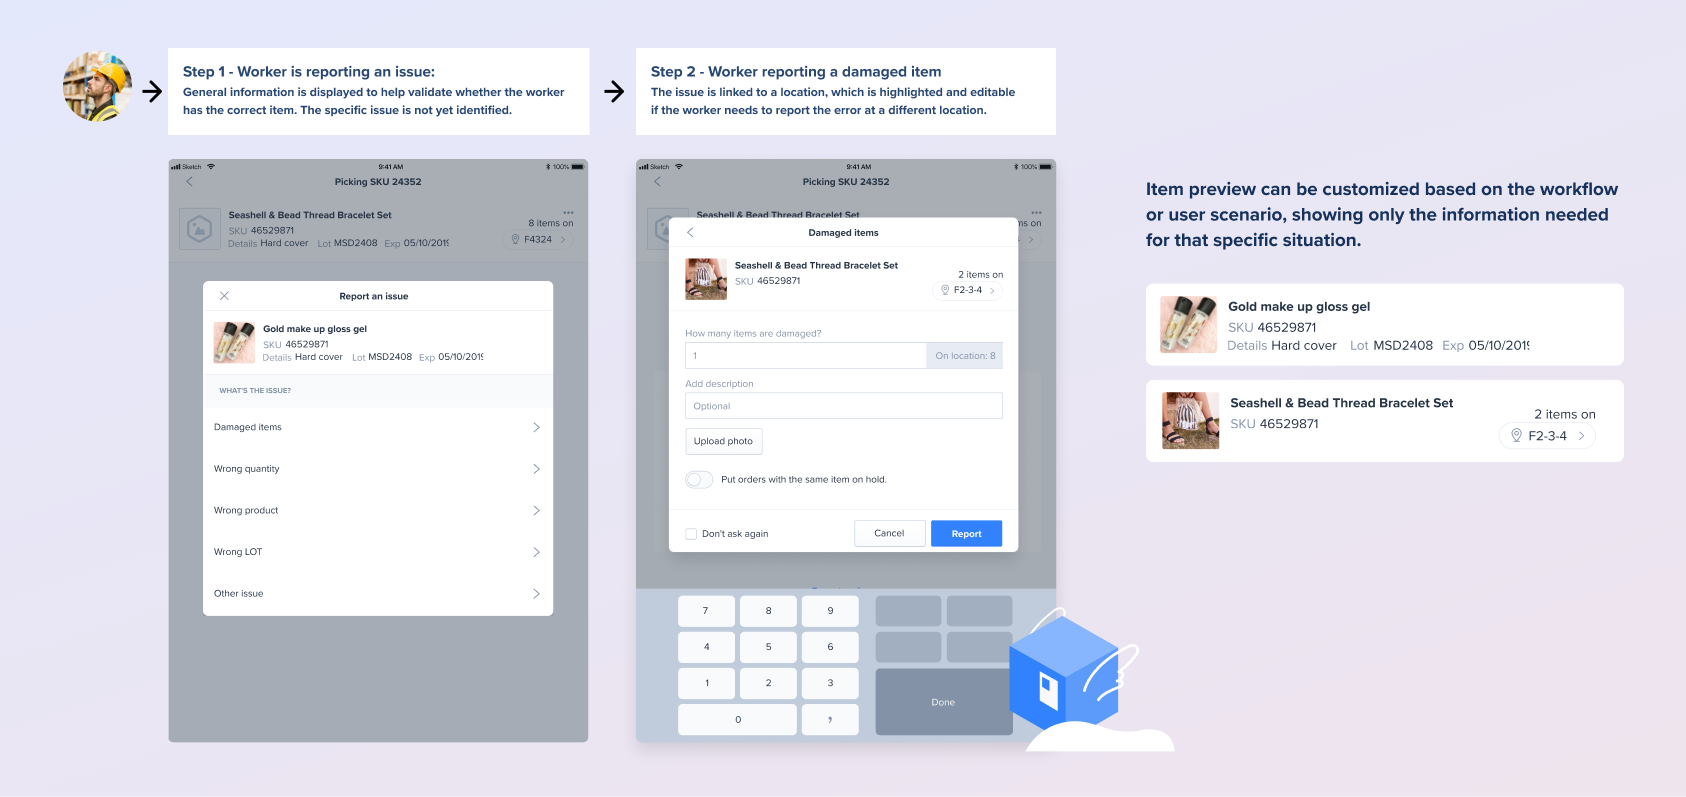 Step 1 - Worker is reporting an issue:
General information is displayed to help validate whether the worker
has the correct item. The specific issue is not yet identified.
Step 2 - Worker reporting a damaged item
The issue is linked to a location, which is highlighted and editable
if the worker needs to report the error at a different location.
Sketch 9:41 AM 100%
Picking SKU 24352
Seashell & Bead Thread Bracelet Set
SKU 46529871
8 items on
Details Hard cover Lot MSD2408 Exp 05/10/2019
F4324
Report an issue
Gold make up gloss gel
SKU 46529871
Details Hard cover Lot MSD2408 Exp 05/10/2019
WHAT'S THE ISSUE?
Damaged items
Wrong quantity
Wrong product
Wrong LOT
Other issue
Sketch 9:41 AM 100%
Picking SKU 24352
Seashell & Bead Thread Bracelet Set
ms on
Damaged items
Seashell & Bead Thread Bracelet Set
SKU 46529871
2 items on
F2-3-4
How many items are damaged?
1 On location: 8
Add description
Optional
Upload photo
Put orders with the same item on hold.
Don't ask again Cancel Report
7 8 9
4 5 6
1 2 3
Done
0 ,
Item preview can be customized based on the workflow
or user scenario, showing only the information needed
for that specific situation.
Gold make up gloss gel
SKU 46529871
Details Hard cover Lot MSD2408 Exp 05/10/2019
Seashell & Bead Thread Bracelet Set
SKU 46529871
2 items on
F2-3-4